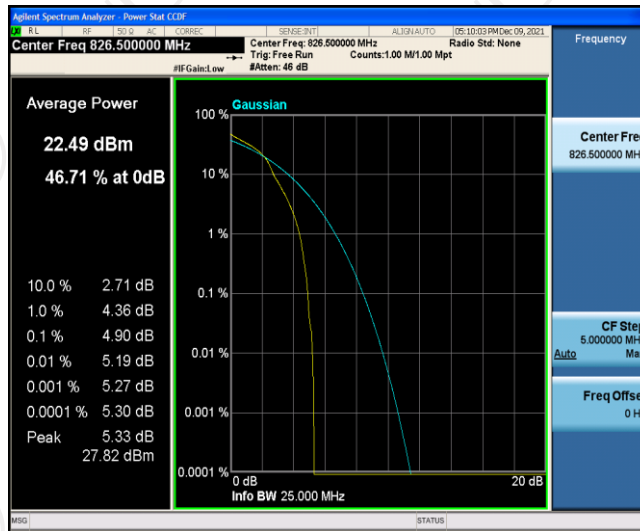 Agilent Spectrum Analyzer - Power Stat CCDF
RL RF 50 Ω AC CORREC SENSE:INT ALIGNAUTO 05:10:03 PM Dec 09, 2021
Center Freq 826.500000 MHz
Center Freq: 826.500000 MHz Radio Std: None
Trig: Free Run Counts:1.00 M/1.00 Mpt
#IFGain:Low #Atten: 46 dB
Frequency
Average Power
22.49 dBm
46.71 % at 0dB
10.0 % 2.71 dB
1.0 % 4.36 dB
0.1 % 4.90 dB
0.01 % 5.19 dB
0.001 % 5.27 dB
0.0001 % 5.30 dB
Peak 5.33 dB
27.82 dBm
Gaussian
100 %
10 %
1 %
0.1 %
0.01 %
0.001 %
0.0001 %
0 dB 20 dB
Info BW 25.000 MHz
Center Fre
826.500000 MH
CF Step
5.000000 MH
Auto Ma
Freq Offse
0 H
MSG STATUS